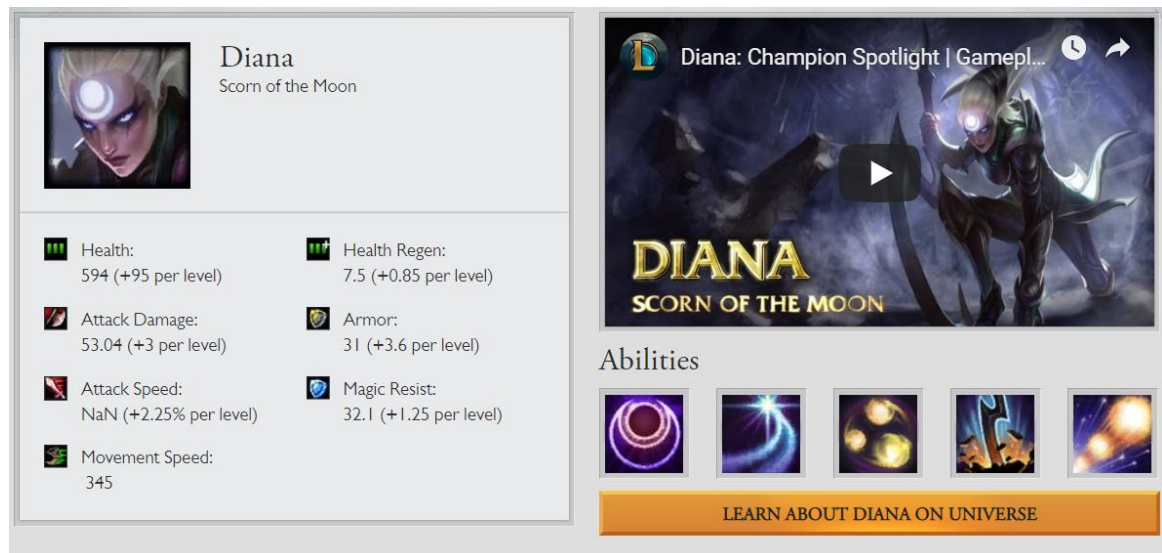 Diana
Scorn of the Moon
Health:
594 (+95 per level)
Health Regen:
7.5 (+0.85 per level)
Attack Damage:
53.04 (+3 per level)
Armor:
31 (+3.6 per level)
Attack Speed:
NaN (+2.25% per level)
Magic Resist:
32.1 (+1.25 per level)
Movement Speed:
345
Diana: Champion Spotlight | Gamepl...
DIANA
SCORN OF THE MOON
Abilities
LEARN ABOUT DIANA ON UNIVERSE